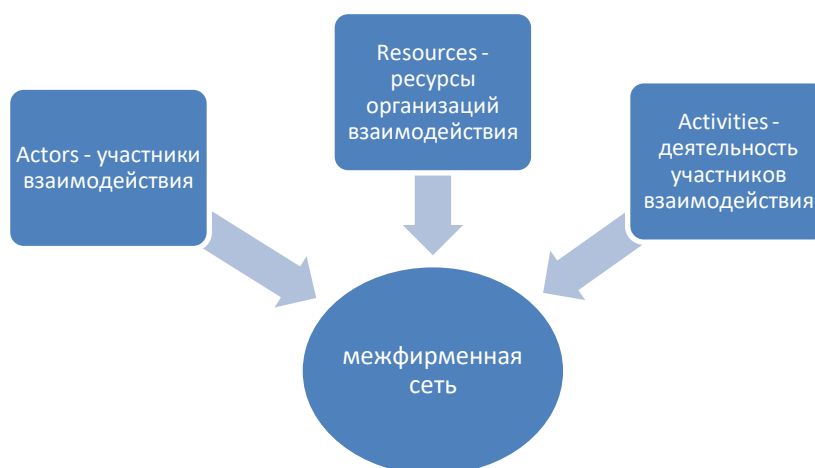 Actors - участники
взаимодействия
Resources -
ресурсы
организаций
взаимодействия
Activities -
деятельность
участников
взаимодействия
межфирменная
сеть